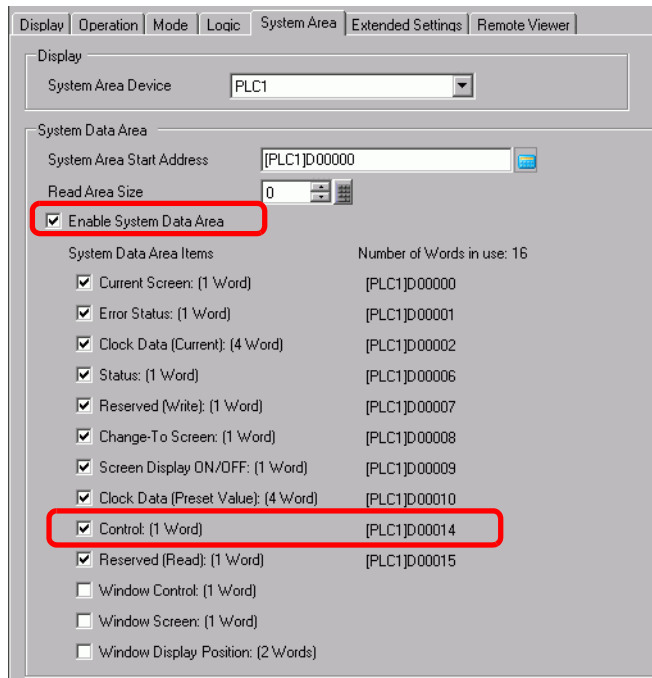 Display Operation Mode Logic System Area Extended Settings Remote Viewer
Display
System Area Device PLC1
System Data Area
System Area Start Address [PLC1]D00000
Read Area Size 0
Enable System Data Area
System Data Area Items Number of Words in use: 16
Current Screen: (1 Word) [PLC1]D00000
Error Status: (1 Word) [PLC1]D00001
Clock Data (Current): (4 Word) [PLC1]D00002
Status: (1 Word) [PLC1]D00006
Reserved (Write): (1 Word) [PLC1]D00007
Change-To Screen: (1 Word) [PLC1]D00008
Screen Display ON/OFF: (1 Word) [PLC1]D00009
Clock Data (Preset Value): (4 Word) [PLC1]D00010
Control: (1 Word) [PLC1]D00014
Reserved (Read): (1 Word) [PLC1]D00015
Window Control: (1 Word)
Window Screen: (1 Word)
Window Display Position: (2 Words)